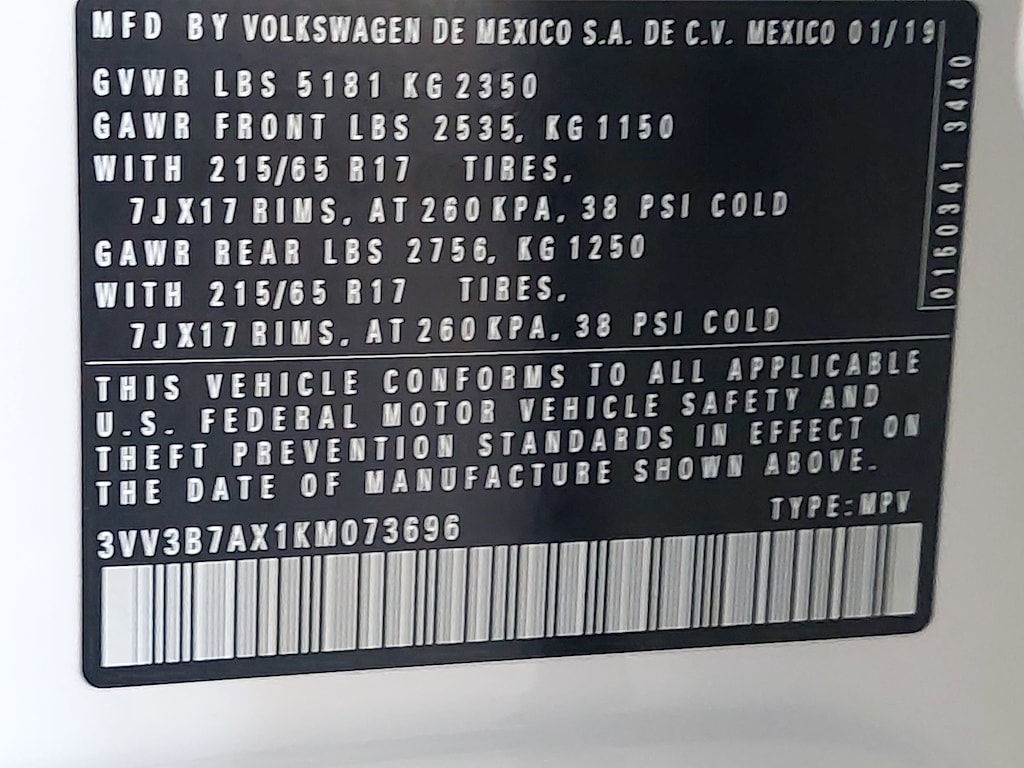 MFD BY VOLKSWAGEN DE MEXICO S.A. DE C.V. MEXICO 01/19
GVWR LBS 5181 KG 2350
GAWR FRONT LBS 2535, KG 1150
WITH 215/65 R17 TIRES,
7J X17 RIMS, AT 260 KPA, 38 PSI COLD
GAWR REAR LBS 2756, KG 1250
WITH 215/65 R17 TIRES,
7JX17 RIMS, AT 260 KPA, 38 PSI COLD
0160341 3440
THIS VEHICLE CONFORMS TO ALL APPLICABLE
U.S. FEDERAL MOTOR VEHICLE SAFETY AND
THEFT PREVENTION STANDARDS IN EFFECT ON
THE DATE OF MANUFACTURE SHOWN ABOVE.
TYPE: MPV
3VV3B7AX1KM073696